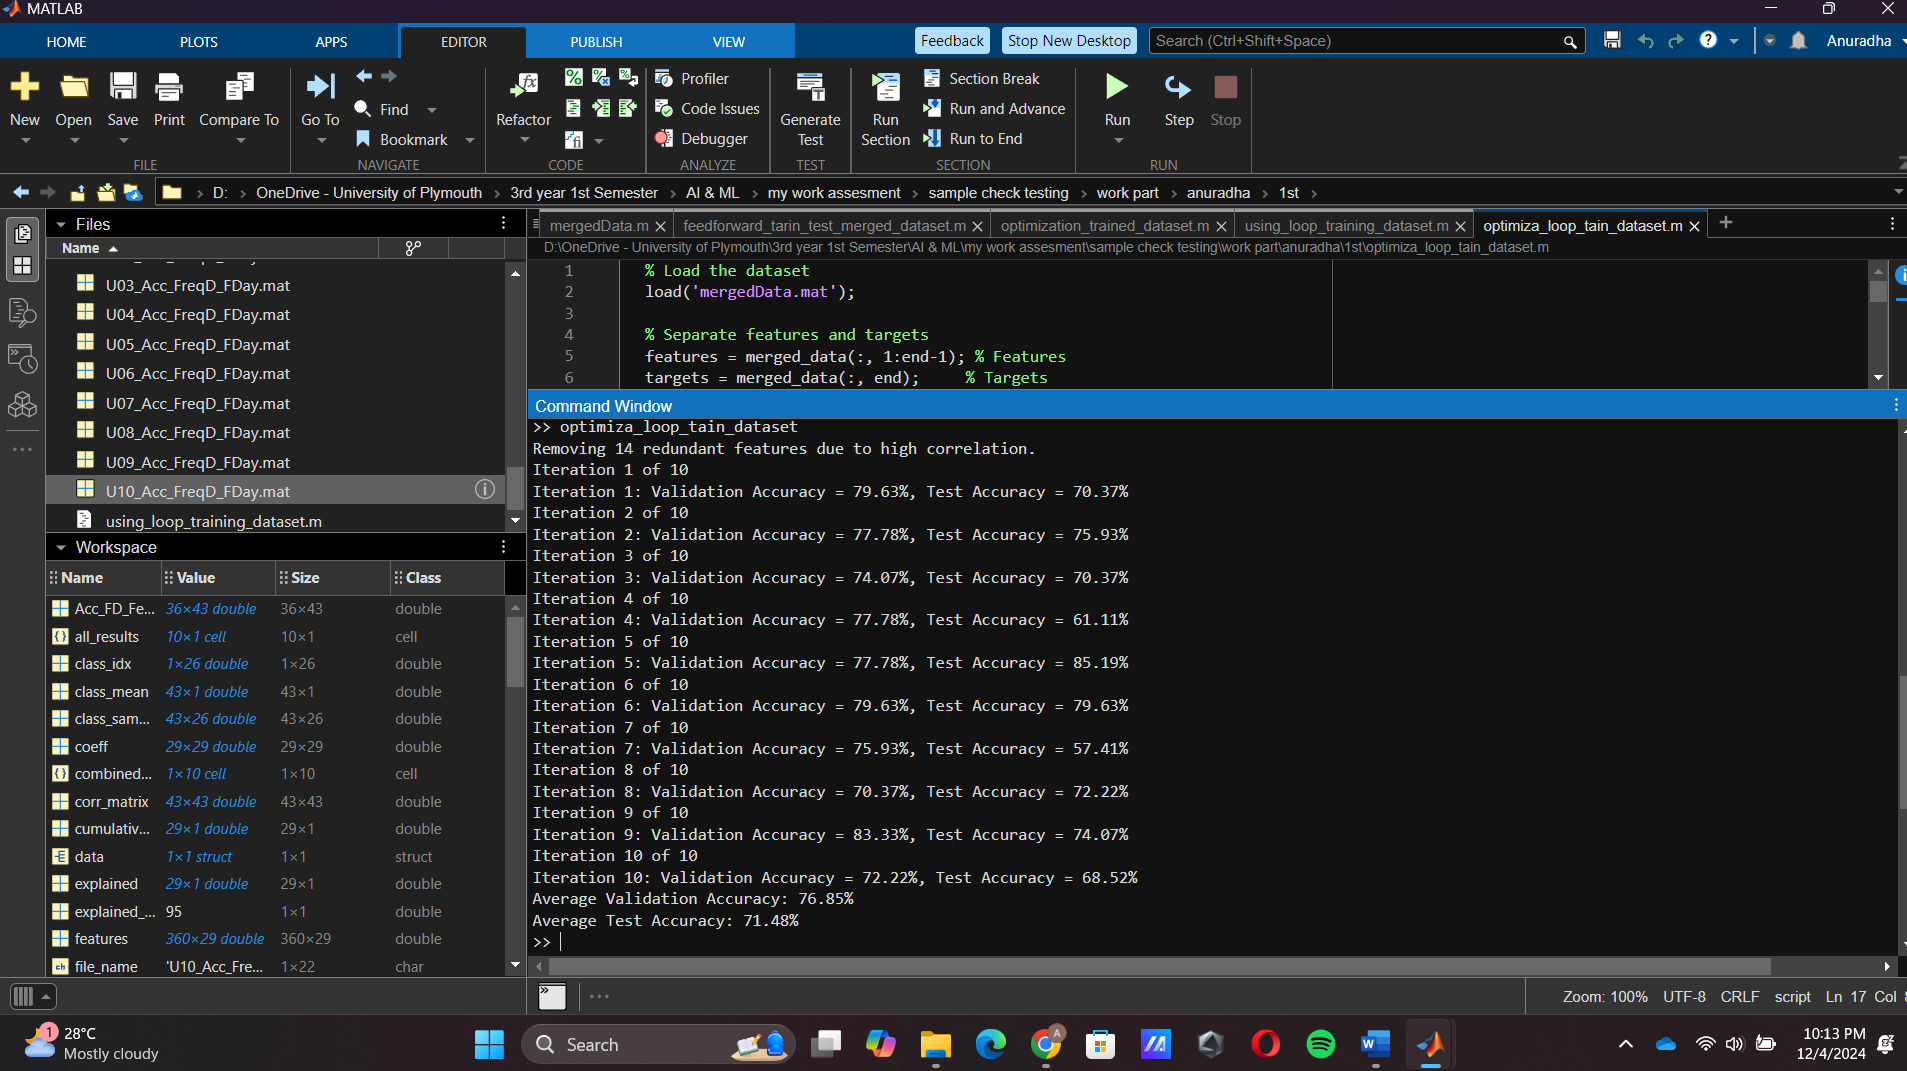 MATLAB
HOME PLOTS APPS EDITOR PUBLISH VIEW Feedback Stop New Desktop Search (Ctrl+Shift+Space) Anuradha
New Open Save Print Compare To Go To Find Bookmark Refactor Profiler Code Issues Debugger Generate Test Run Section Section Break Run and Advance Run to End Run Step Stop
FILE NAVIGATE CODE ANALYZE TEST SECTION RUN
D: OneDrive - University of Plymouth 3rd year 1st Semester AI & ML my work assesment sample check testing work part anuradha 1st
Files
Name
U03_Acc_FreqD_FDay.mat
U04_Acc_FreqD_FDay.mat
U05_Acc_FreqD_FDay.mat
U06_Acc_FreqD_FDay.mat
U07_Acc_FreqD_FDay.mat
U08_Acc_FreqD_FDay.mat
U09_Acc_FreqD_FDay.mat
U10_Acc_FreqD_FDay.mat
using_loop_training_dataset.m
Workspace
Name Value Size Class
Acc_FD_Fe... 36×43 double 36×43 double
all_results 10×1 cell 10×1 cell
class_idx 1×26 double 1×26 double
class_mean 43×1 double 43×1 double
class_sam... 43×26 double 43×26 double
coeff 29×29 double 29×29 double
combined... 1×10 cell 1×10 cell
corr_matrix 43×43 double 43×43 double
cumulativ... 29×1 double 29×1 double
data 1×1 struct 1×1 struct
explained 29×1 double 29×1 double
explained_... 95 1×1 double
features 360×29 double 360×29 double
file_name 'U10_Acc_Fre... 1×22 char
mergedData.m feedforward_tarin_test_merged_dataset.m optimization_trained_dataset.m using_loop_training_dataset.m optimiza_loop_tain_dataset.m
D:\OneDrive - University of Plymouth\3rd year 1st Semester\AI & ML\my work assesment\sample check testing\work part\anuradha\1st\optimiza_loop_tain_dataset.m
1 % Load the dataset
2 load('mergedData.mat');
3
4 % Separate features and targets
5 features = merged_data(:, 1:end-1); % Features
6 targets = merged_data(:, end); % Targets
Command Window
>> optimiza_loop_tain_dataset
Removing 14 redundant features due to high correlation.
Iteration 1 of 10
Iteration 1: Validation Accuracy = 79.63%, Test Accuracy = 70.37%
Iteration 2 of 10
Iteration 2: Validation Accuracy = 77.78%, Test Accuracy = 75.93%
Iteration 3 of 10
Iteration 3: Validation Accuracy = 74.07%, Test Accuracy = 70.37%
Iteration 4 of 10
Iteration 4: Validation Accuracy = 77.78%, Test Accuracy = 61.11%
Iteration 5 of 10
Iteration 5: Validation Accuracy = 77.78%, Test Accuracy = 85.19%
Iteration 6 of 10
Iteration 6: Validation Accuracy = 79.63%, Test Accuracy = 79.63%
Iteration 7 of 10
Iteration 7: Validation Accuracy = 75.93%, Test Accuracy = 57.41%
Iteration 8 of 10
Iteration 8: Validation Accuracy = 70.37%, Test Accuracy = 72.22%
Iteration 9 of 10
Iteration 9: Validation Accuracy = 83.33%, Test Accuracy = 74.07%
Iteration 10 of 10
Iteration 10: Validation Accuracy = 72.22%, Test Accuracy = 68.52%
Average Validation Accuracy: 76.85%
Average Test Accuracy: 71.48%
>>
Zoom: 100% UTF-8 CRLF script Ln 17 Col
1 28°C
Mostly cloudy
Search
10:13 PM
12/4/2024